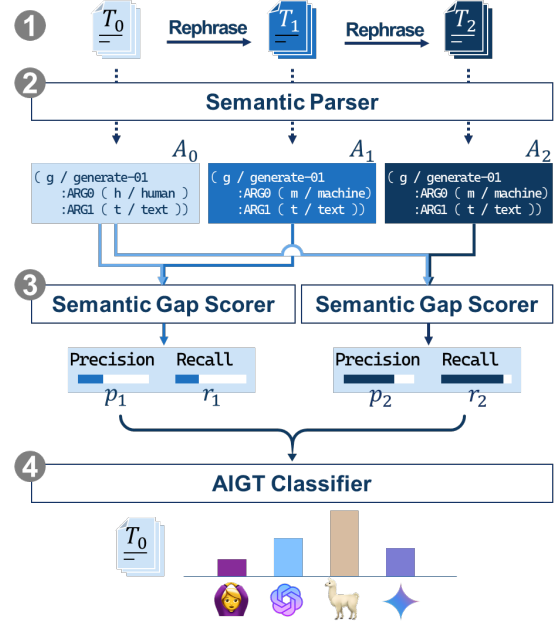 1
T₀ Rephrase T₁ Rephrase T₂
2
Semantic Parser
A₀ A₁ A₂
( g / generate-01
:ARG0 ( h / human )
:ARG1 ( t / text ))
( g / generate-01
:ARG0 ( m / machine)
:ARG1 ( t / text ))
( g / generate-01
:ARG0 ( m / machine)
:ARG1 ( t / text ))
3
Semantic Gap Scorer
Semantic Gap Scorer
Precision Recall
p₁ r₁
Precision Recall
p₂ r₂
4
AIGT Classifier
T₀